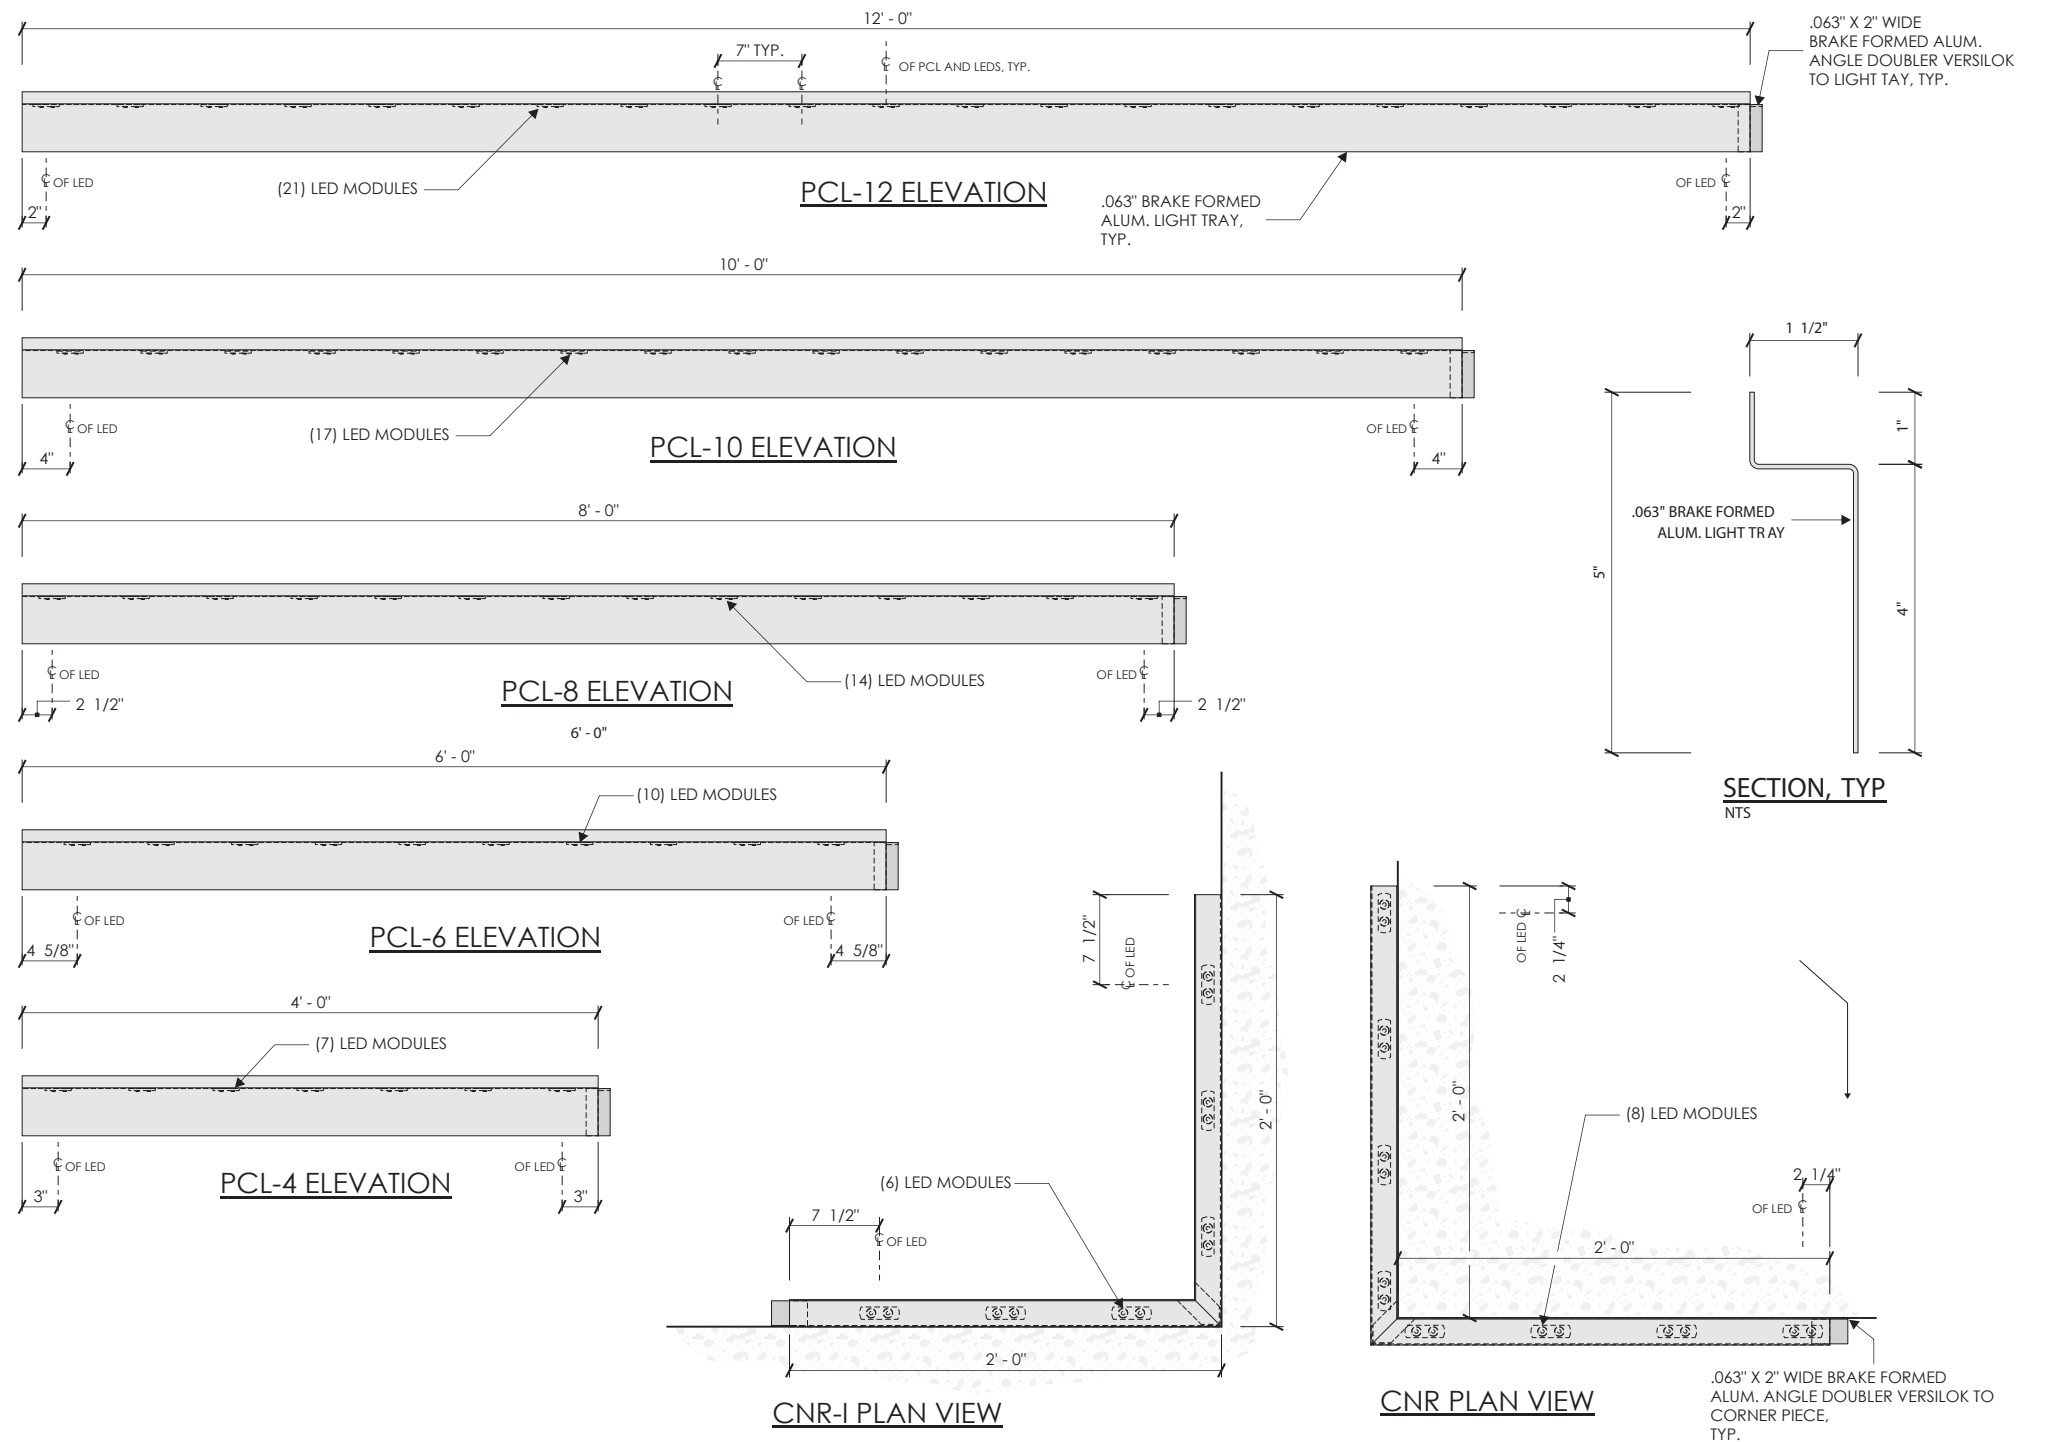 12' - 0"
7" TYP.
℄ OF PCL AND LEDS, TYP.
℄
℄
.063" X 2" WIDE
BRAKE FORMED ALUM.
ANGLE DOUBLER VERSILOK
TO LIGHT TAY, TYP.
℄ OF LED
2"
(21) LED MODULES
PCL-12 ELEVATION
.063" BRAKE FORMED
ALUM. LIGHT TRAY,
TYP.
OF LED ℄
2"
10' - 0"
℄ OF LED
4"
(17) LED MODULES
PCL-10 ELEVATION
OF LED ℄
4"
8' - 0"
℄ OF LED
2 1/2"
PCL-8 ELEVATION
(14) LED MODULES
OF LED ℄
2 1/2"
1 1/2"
1"
5"
4"
.063" BRAKE FORMED
ALUM. LIGHT TRAY
SECTION, TYP
NTS
6' - 0"
6' - 0"
(10) LED MODULES
℄ OF LED
4 5/8"
PCL-6 ELEVATION
OF LED ℄
4 5/8"
4' - 0"
(7) LED MODULES
℄ OF LED
3"
PCL-4 ELEVATION
OF LED ℄
3"
7 1/2"
℄ OF LED
2' - 0"
(6) LED MODULES
7 1/2"
℄ OF LED
2' - 0"
CNR-I PLAN VIEW
OF LED ℄
2 1/4"
2' - 0"
(8) LED MODULES
2 1/4"
OF LED ℄
2' - 0"
CNR PLAN VIEW
.063" X 2" WIDE BRAKE FORMED
ALUM. ANGLE DOUBLER VERSILOK TO
CORNER PIECE,
TYP.